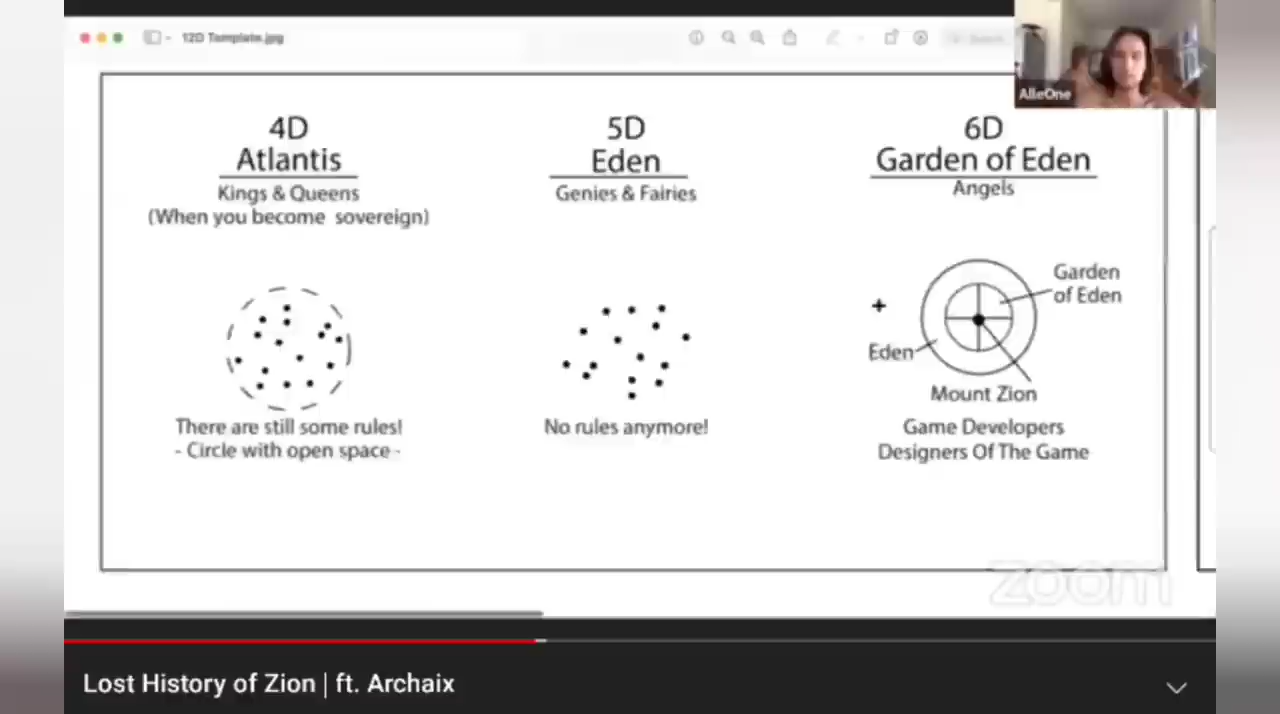 12D Template.jpg
AlleOne
4D
Atlantis
Kings & Queens
(When you become sovereign)
There are still some rules!
- Circle with open space -
5D
Eden
Genies & Fairies
No rules anymore!
6D
Garden of Eden
Angels
Garden
of Eden
Eden
Mount Zion
Game Developers
Designers Of The Game
zoom
Lost History of Zion | ft. Archaix